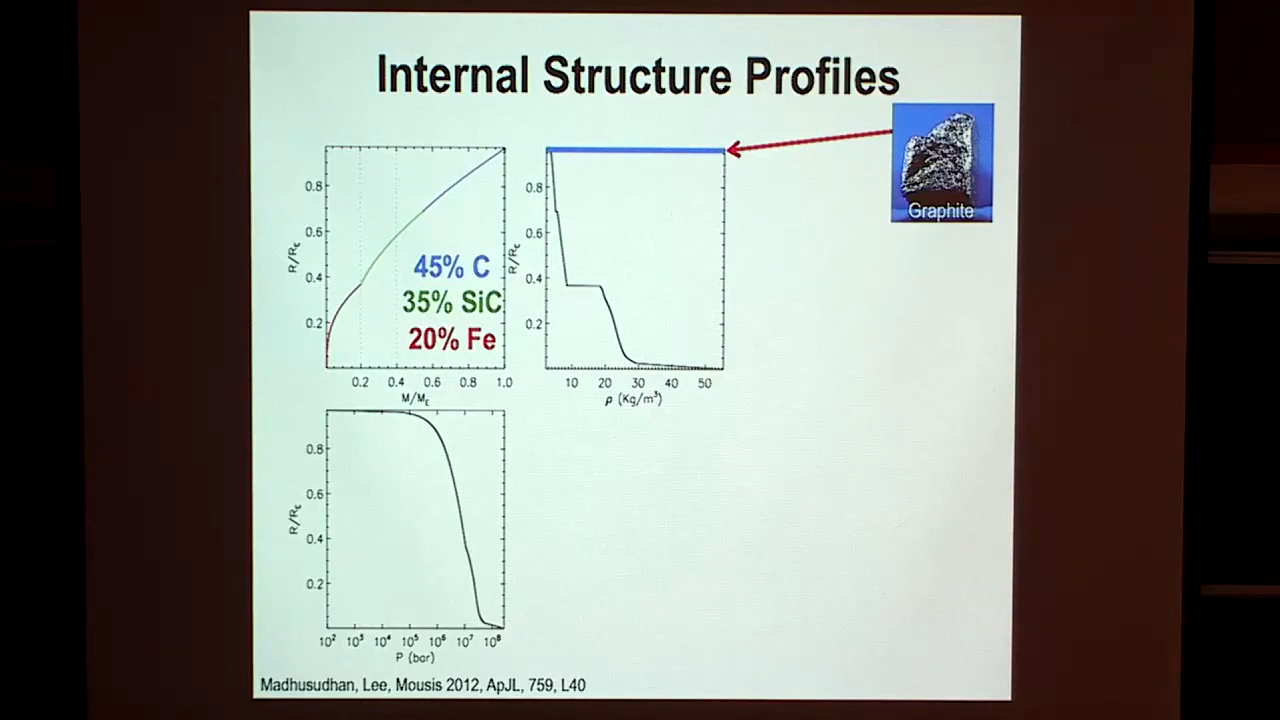 Internal Structure Profiles
Graphite
0.8
0.6
0.4
0.2
R/R_E
45% C
35% SiC
20% Fe
0.2 0.4 0.6 0.8 1.0
M/M_E
0.8
0.6
0.4
0.2
R/R_E
10 20 30 40 50
ρ (Kg/m³)
0.8
0.6
0.4
0.2
R/R_E
10² 10³ 10⁴ 10⁵ 10⁶ 10⁷ 10⁸
P (bar)
Madhusudhan, Lee, Mousis 2012, ApJL, 759, L40